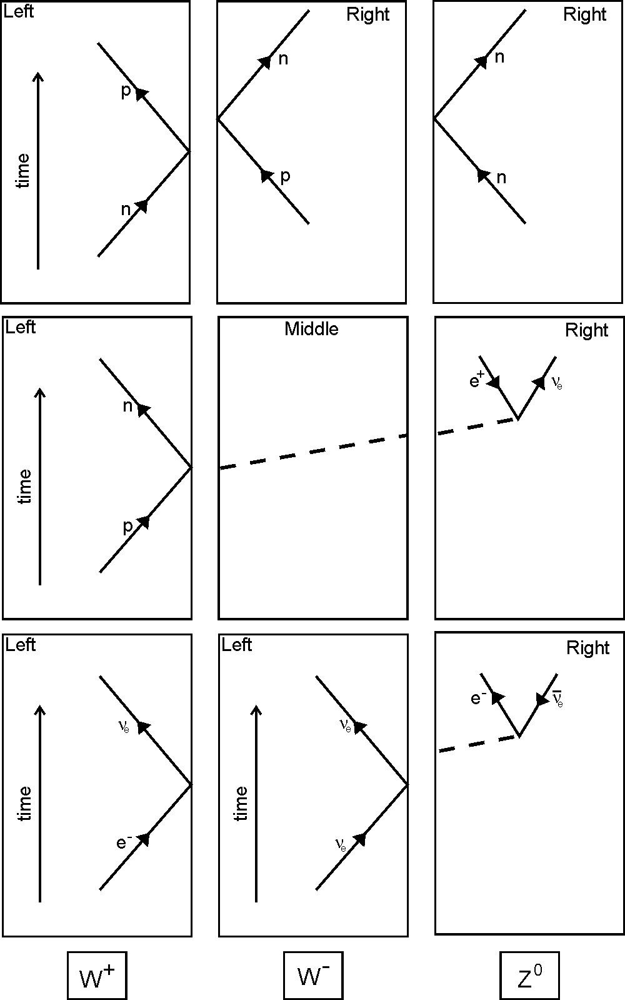 Left
time
p
n
Right
n
p
Right
n
n
Left
time
n
p
Middle
Right
e⁺
νₑ
Left
time
νₑ
e⁻
Left
time
νₑ
νₑ
Right
e⁻
ν̅ₑ
W⁺
W⁻
Z⁰